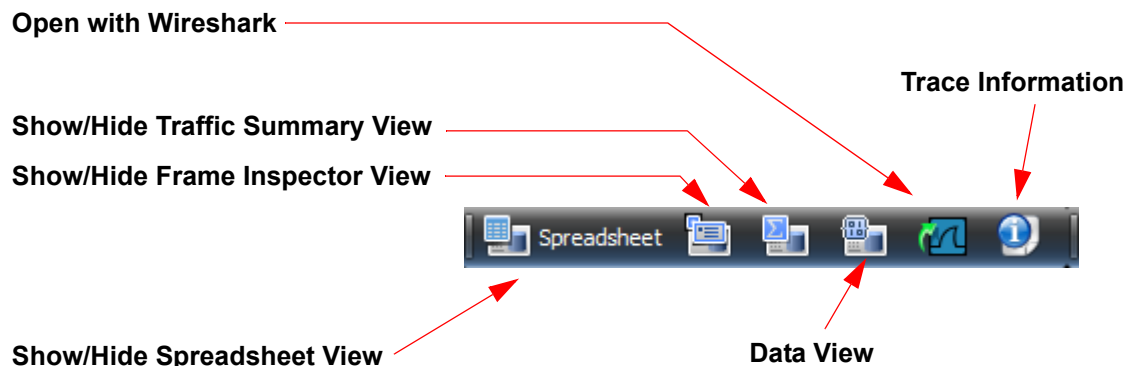 Open with Wireshark
Trace Information
Show/Hide Traffic Summary View
Show/Hide Frame Inspector View
Spreadsheet
Show/Hide Spreadsheet View
Data View